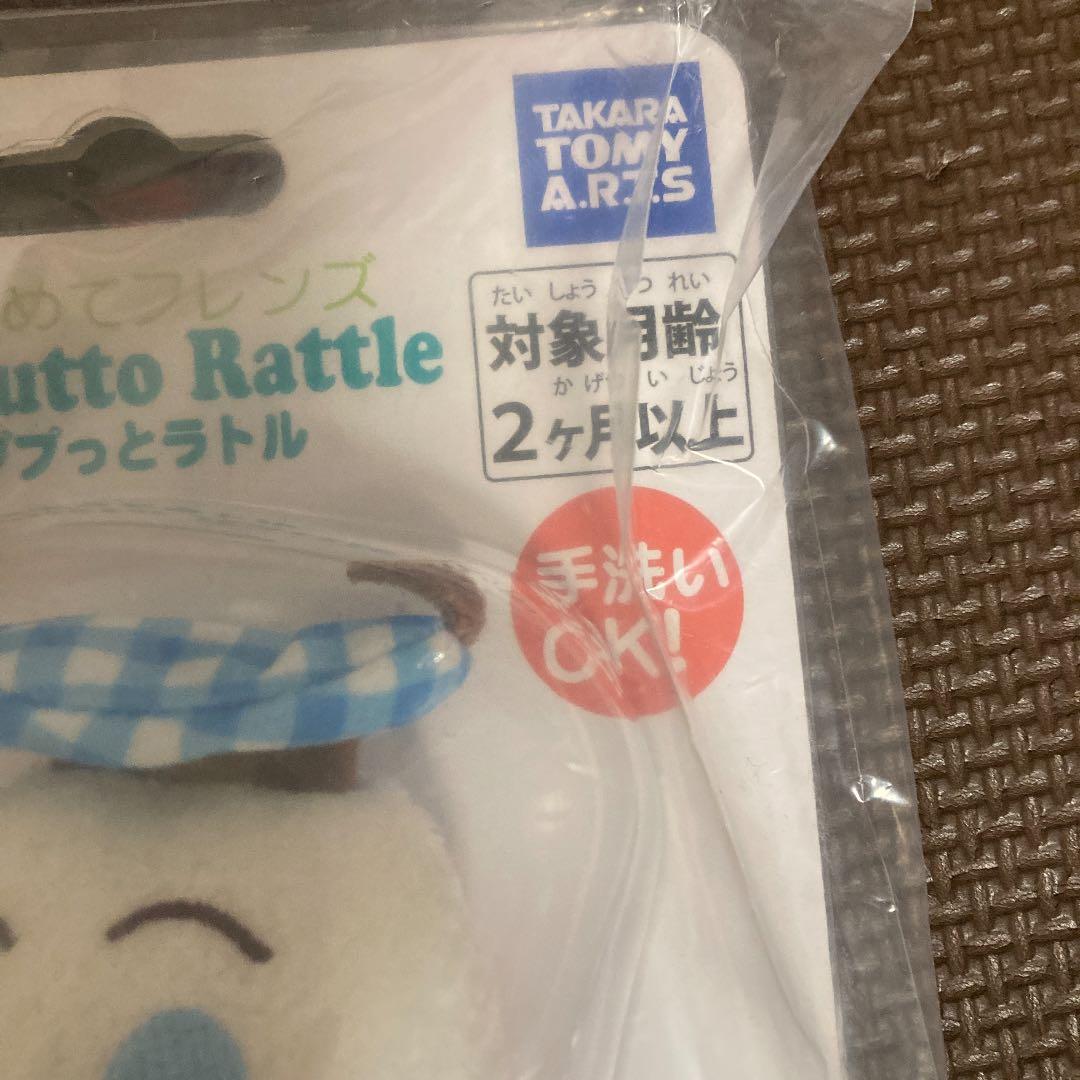 TAKARA
TOMY
A.R.T.S
めてフレンズ
utto Rattle
プっとラトル
たい しょう つ れい
対象月齢
か げつ い じょう
2ヶ月以上
手洗い
OK!